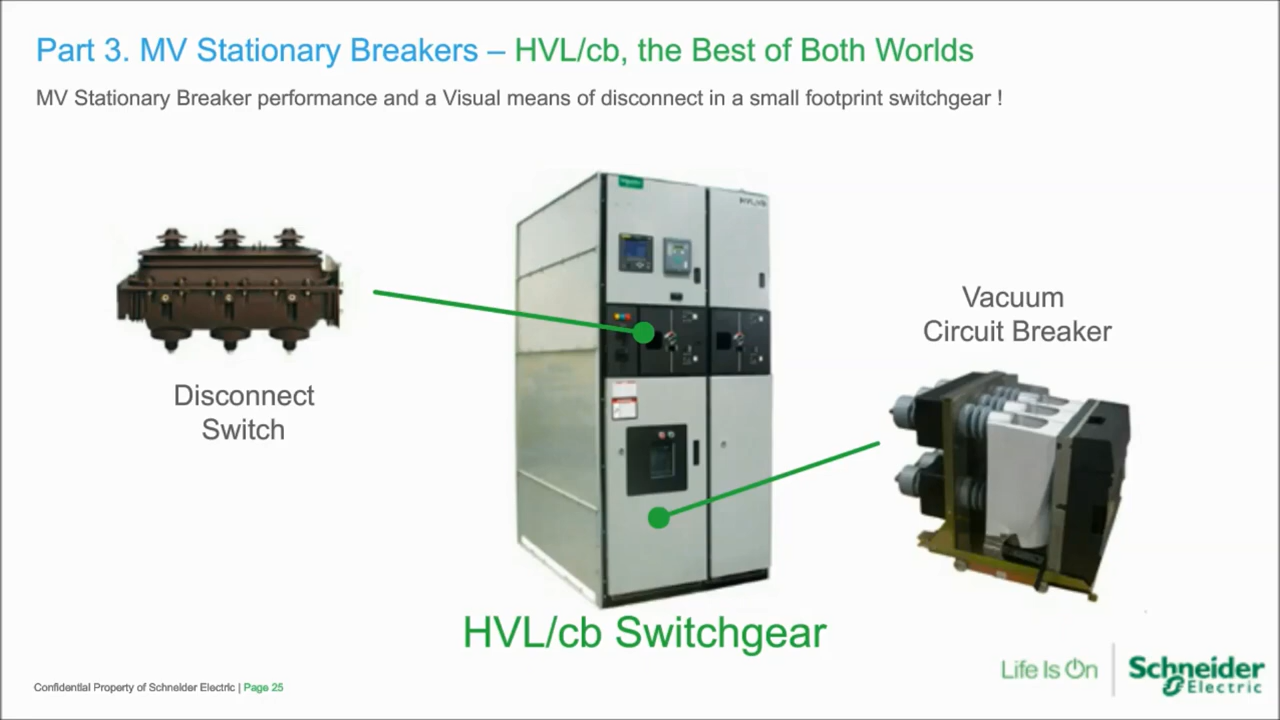 Part 3. MV Stationary Breakers – HVL/cb, the Best of Both Worlds
MV Stationary Breaker performance and a Visual means of disconnect in a small footprint switchgear !
HVL/cb
Disconnect
Switch
Vacuum
Circuit Breaker
HVL/cb Switchgear
Confidential Property of Schneider Electric | Page 25
Life Is On
Schneider
Electric